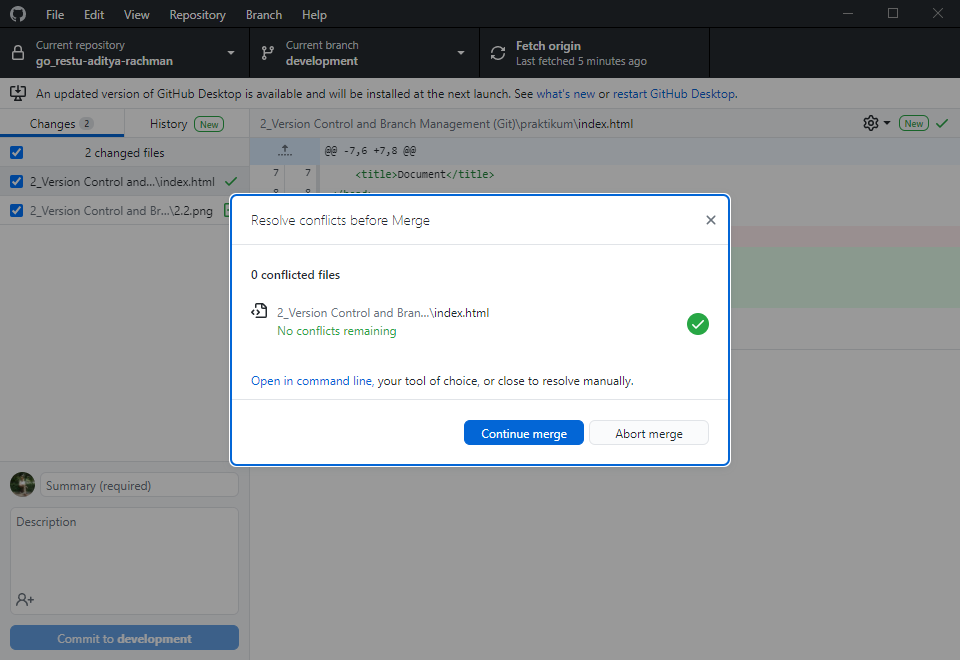 File Edit View Repository Branch Help
Current repository
go_restu-aditya-rachman
Current branch
development
Fetch origin
Last fetched 5 minutes ago
An updated version of GitHub Desktop is available and will be installed at the next launch. See what's new or restart GitHub Desktop.
Changes 2
History New
2_Version Control and Branch Management (Git)\praktikum\index.html
New
2 changed files
@@ -7,6 +7,8 @@
2_Version Control and...\index.html
7 7 <title>Document</title>
8 8
2_Version Control and Br...\2.2.png
Resolve conflicts before Merge
0 conflicted files
2_Version Control and Bran...\index.html
No conflicts remaining
Open in command line, your tool of choice, or close to resolve manually.
Continue merge
Abort merge
Summary (required)
Description
Commit to development